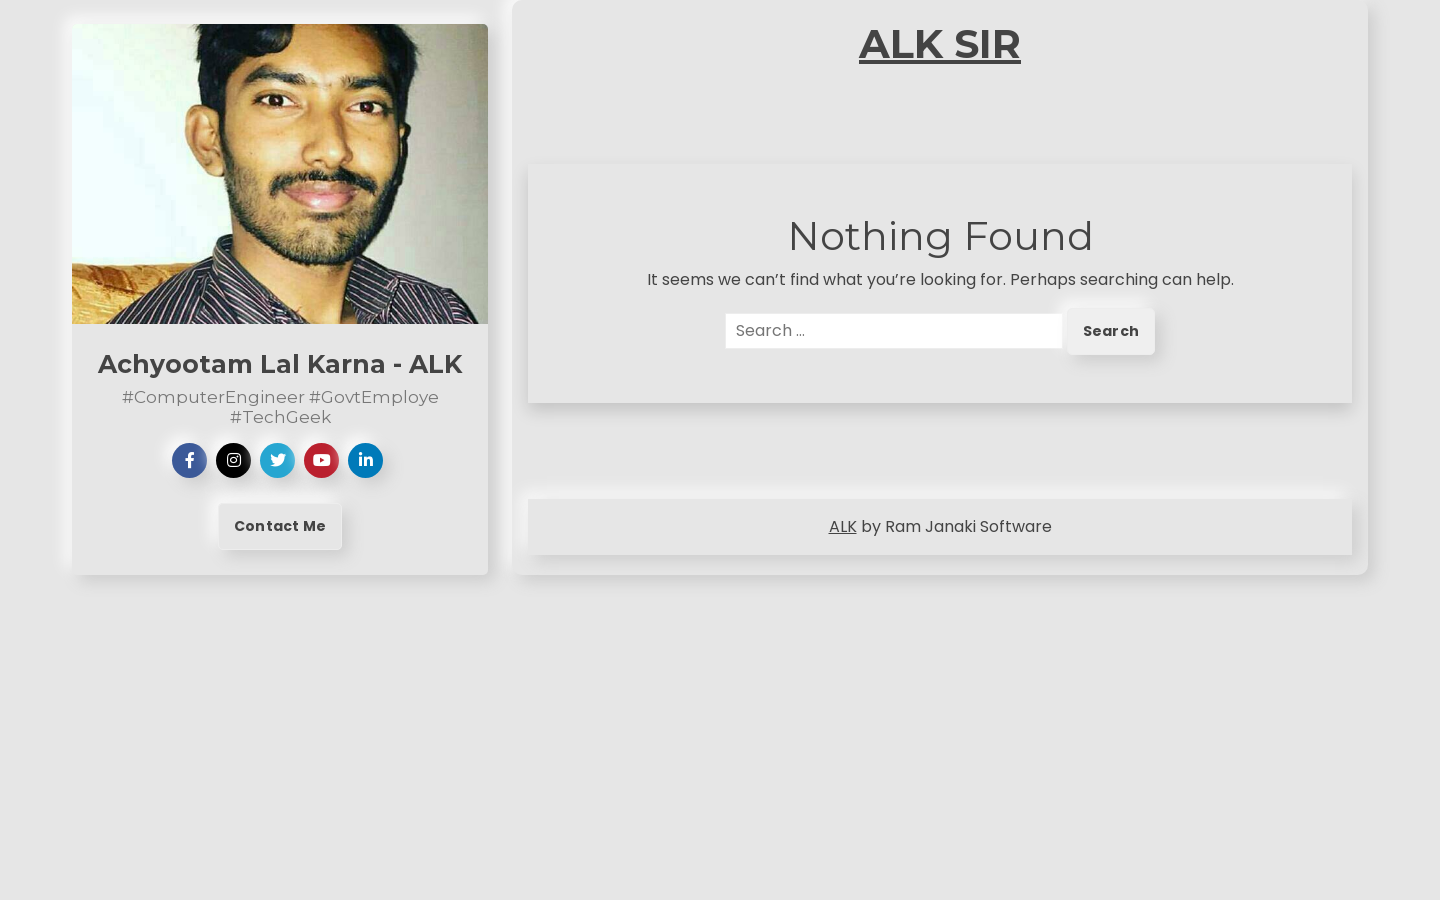 Achyootam Lal Karna - ALK
#ComputerEngineer #GovtEmploye
#TechGeek
Contact Me
ALK SIR
Nothing Found
It seems we can’t find what you’re looking for. Perhaps searching can help.
Search ...
Search
ALK by Ram Janaki Software